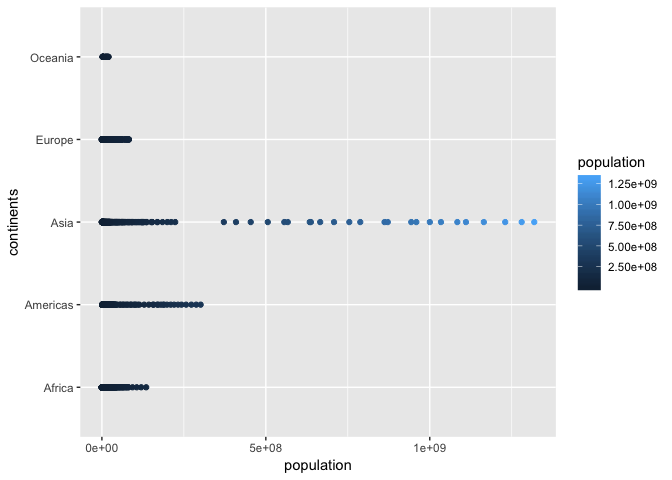 Oceania
Europe
Asia
Americas
Africa
continents
0e+00
5e+08
1e+09
population
population
1.25e+09
1.00e+09
7.50e+08
5.00e+08
2.50e+08